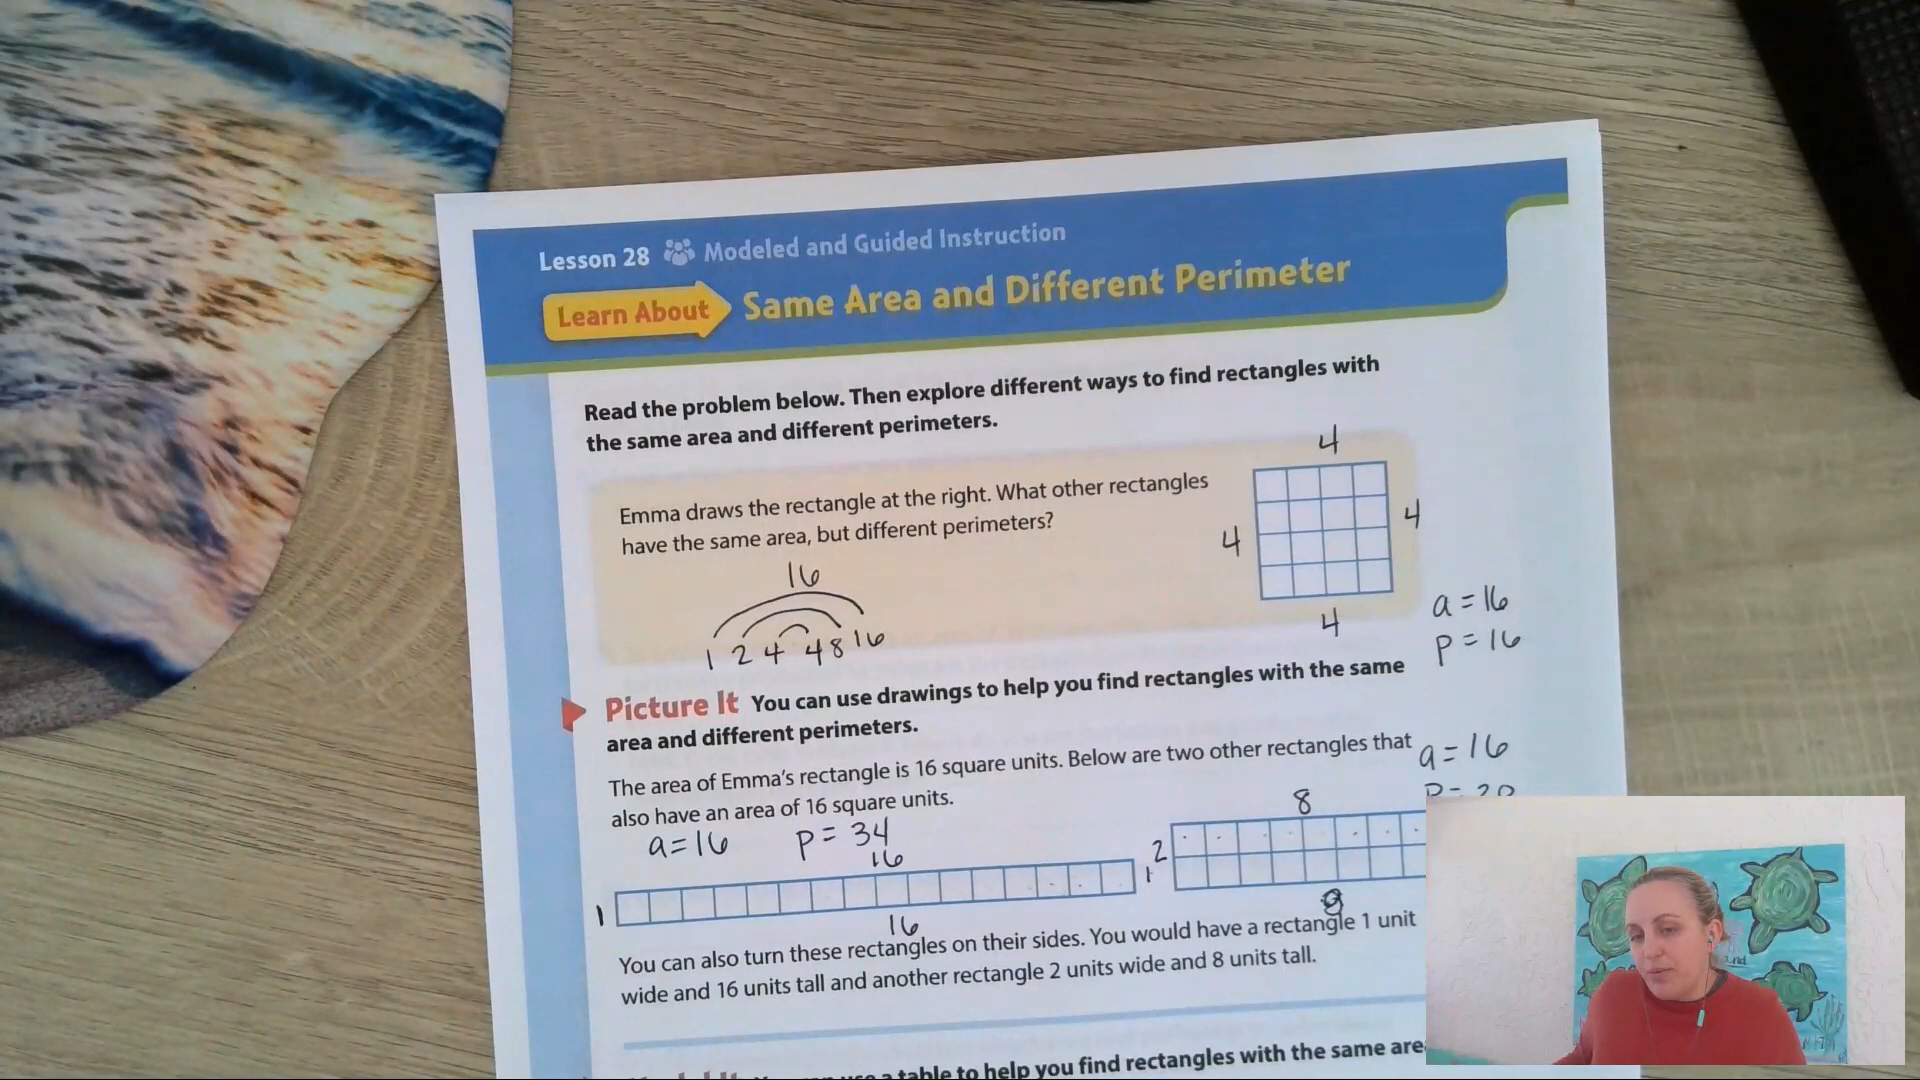 Lesson 28 Modeled and Guided Instruction
Learn About Same Area and Different Perimeter
Read the problem below. Then explore different ways to find rectangles with
the same area and different perimeters.
Emma draws the rectangle at the right. What other rectangles
have the same area, but different perimeters?
4
4
4
4
16
1 2 4 4 8 16
a = 16
p = 16
Picture It You can use drawings to help you find rectangles with the same
area and different perimeters.
The area of Emma's rectangle is 16 square units. Below are two other rectangles that
also have an area of 16 square units.
a = 16
P = 20
a = 16 p = 34
16
1
1
16
8
2
8
You can also turn these rectangles on their sides. You would have a rectangle 1 unit
wide and 16 units tall and another rectangle 2 units wide and 8 units tall.
a table to help you find rectangles with the same are
and